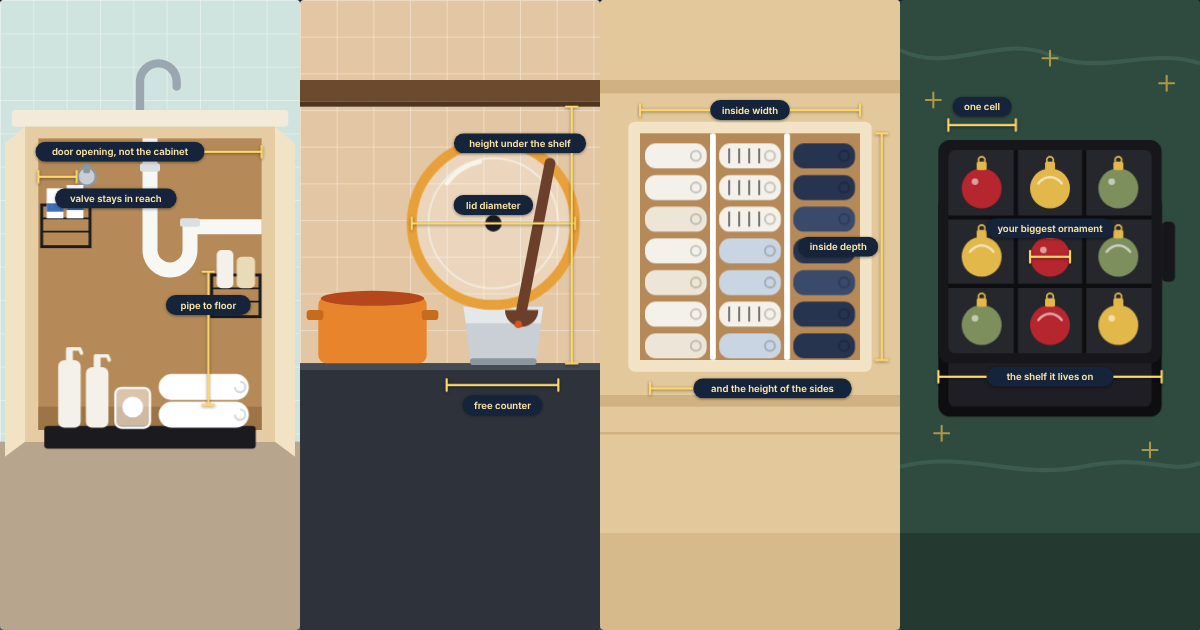 door opening, not the cabinet
valve stays in reach
pipe to floor
height under the shelf
lid diameter
free counter
inside width
inside depth
and the height of the sides
one cell
your biggest ornament
the shelf it lives on